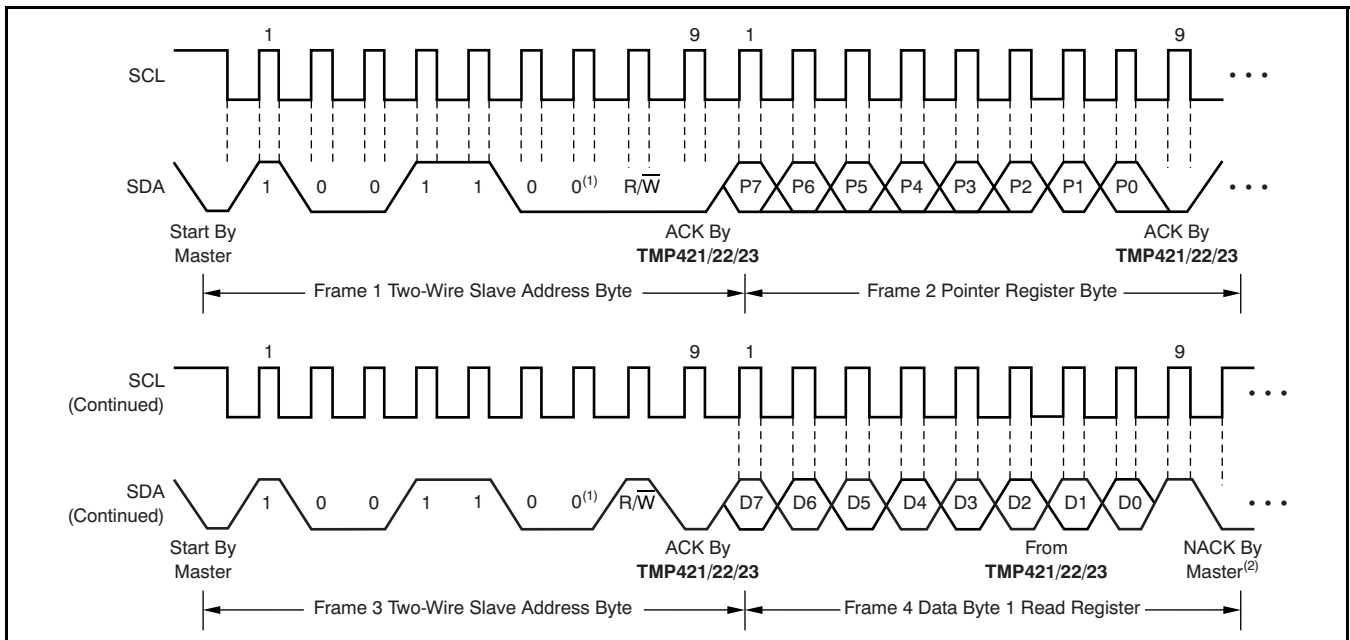 1 9 1 9
SCL
SDA 1 0 0 1 1 0 0(1) R/W̅ P7 P6 P5 P4 P3 P2 P1 P0
Start By ACK By ACK By
Master TMP421/22/23 TMP421/22/23
Frame 1 Two-Wire Slave Address Byte Frame 2 Pointer Register Byte
1 9 1 9
SCL
(Continued)
SDA 1 0 0 1 1 0 0(1) R/W̅ D7 D6 D5 D4 D3 D2 D1 D0
(Continued)
Start By ACK By From NACK By
Master TMP421/22/23 TMP421/22/23 Master(2)
Frame 3 Two-Wire Slave Address Byte Frame 4 Data Byte 1 Read Register